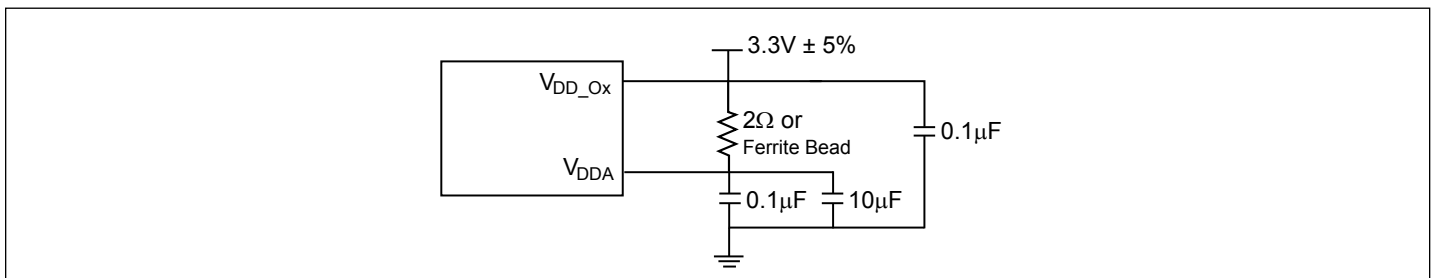 3.3V ± 5%
V_DD_Ox
2Ω or
Ferrite Bead
0.1μF
V_DDA
0.1μF
10μF